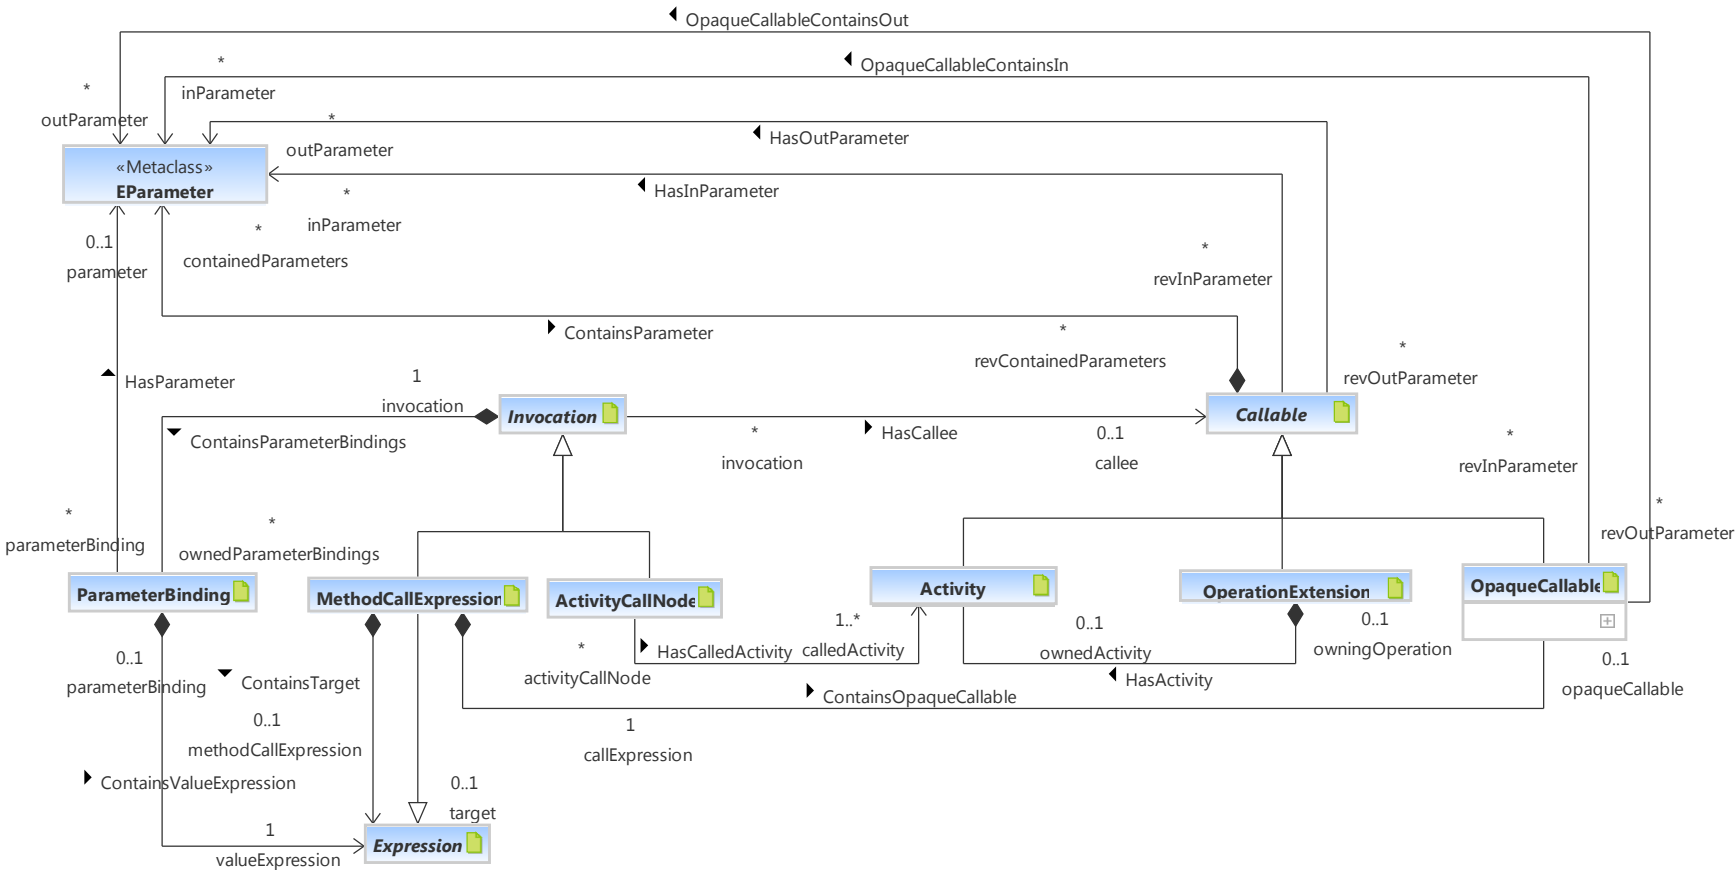 OpaqueCallableContainsOut
*
OpaqueCallableContainsIn
*
inParameter
outParameter
*
HasOutParameter
outParameter
«Metaclass»
EParameter
*
HasInParameter
inParameter
0..1
parameter
*
containedParameters
*
revInParameter
ContainsParameter
*
revContainedParameters
*
revOutParameter
HasParameter
1
invocation
Invocation
Callable
ContainsParameterBindings
*
invocation
HasCallee
0..1
callee
*
revInParameter
*
parameterBinding
*
ownedParameterBindings
*
revOutParameter
ParameterBinding
MethodCallExpression
ActivityCallNode
Activity
OperationExtension
OpaqueCallable
0..1
parameterBinding
ContainsTarget
*
activityCallNode
HasCalledActivity
1..*
calledActivity
0..1
ownedActivity
HasActivity
0..1
owningOperation
0..1
opaqueCallable
ContainsOpaqueCallable
0..1
methodCallExpression
1
callExpression
ContainsValueExpression
0..1
target
1
valueExpression
Expression